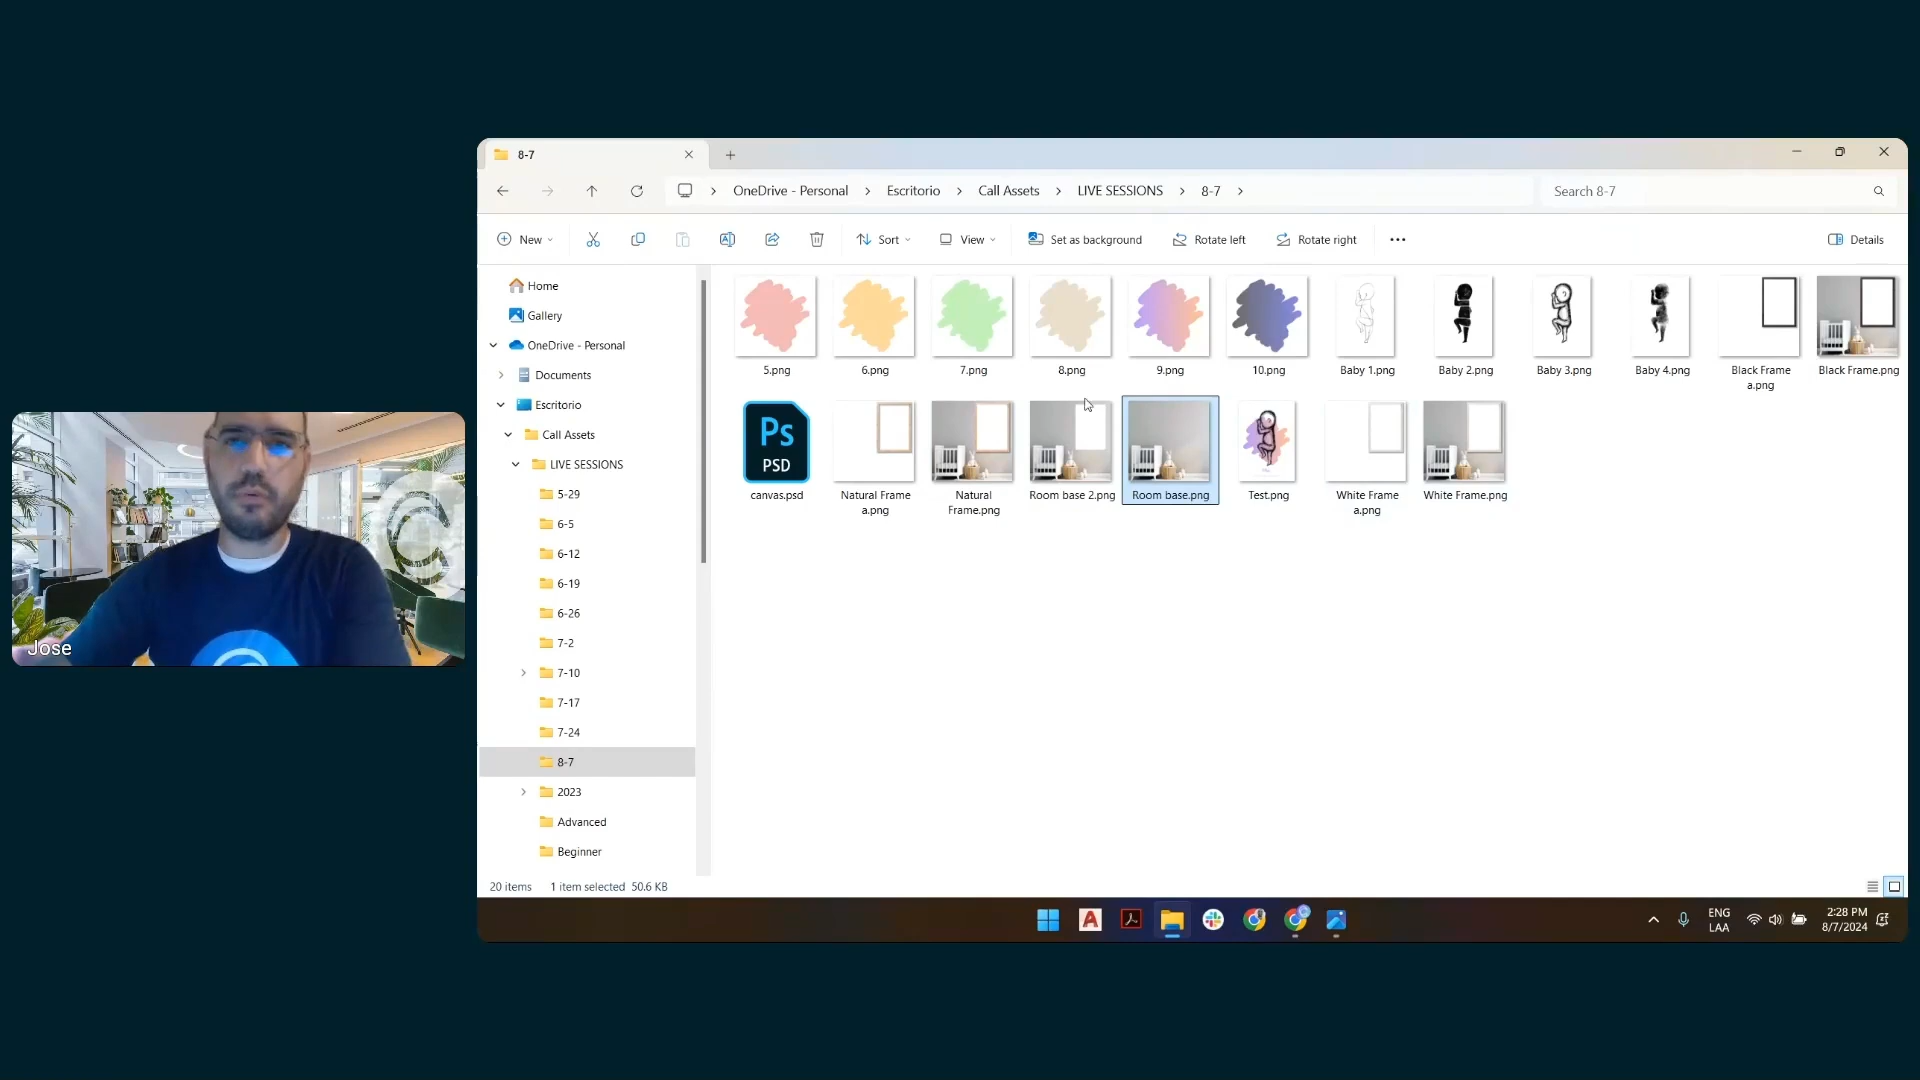 8-7
OneDrive - Personal
Escritorio
Call Assets
LIVE SESSIONS
8-7
Search 8-7
New
Sort
View
Set as background
Rotate left
Rotate right
Details
Home
Gallery
OneDrive - Personal
Documents
Escritorio
Call Assets
LIVE SESSIONS
5-29
6-5
6-12
6-19
6-26
7-2
7-10
7-17
7-24
8-7
2023
Advanced
Beginner
5.png
6.png
7.png
8.png
9.png
10.png
Baby 1.png
Baby 2.png
Baby 3.png
Baby 4.png
Black Frame
a.png
Black Frame.png
Ps
PSD
canvas.psd
Natural Frame
a.png
Natural
Frame.png
Room base 2.png
Room base.png
Test.png
White Frame
a.png
White Frame.png
20 items
1 item selected 50.6 KB
ENG
LAA
2:28 PM
8/7/2024
Jose